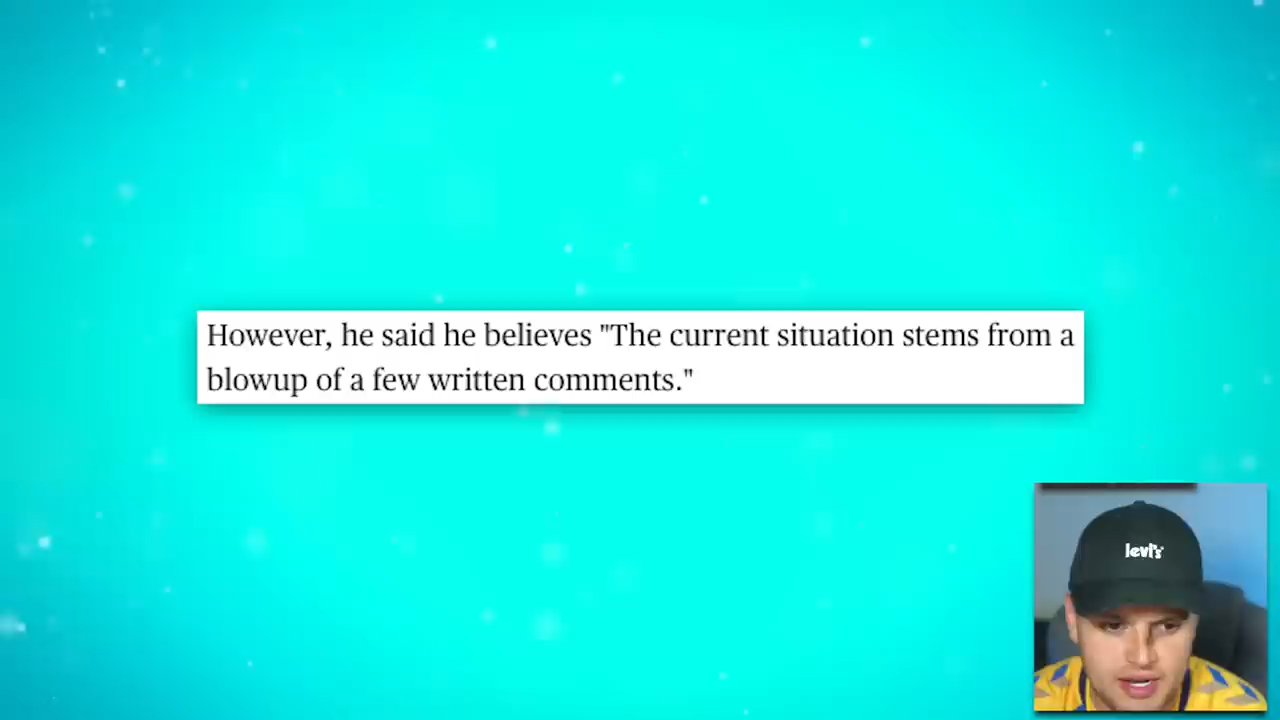 However, he said he believes "The current situation stems from a
blowup of a few written comments."
levi's